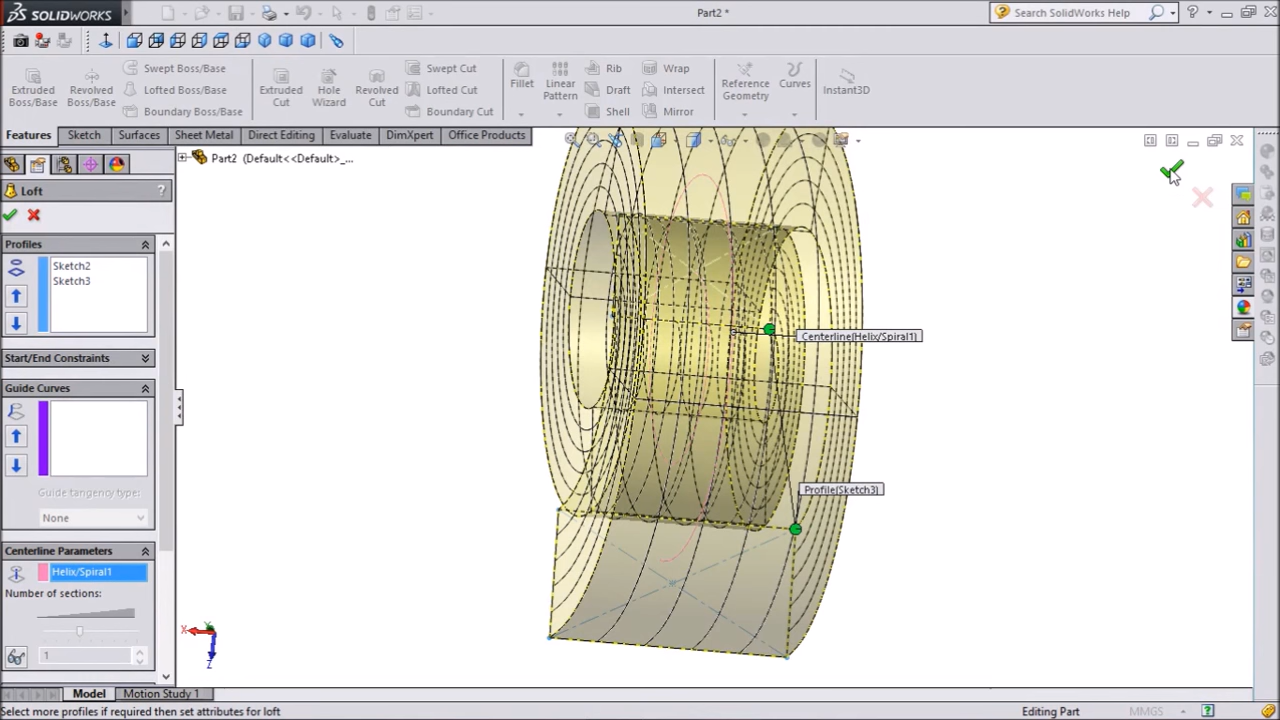 SOLIDWORKS
Part2 *
Search SolidWorks Help
Extruded Boss/Base
Revolved Boss/Base
Swept Boss/Base
Lofted Boss/Base
Boundary Boss/Base
Extruded Cut
Hole Wizard
Revolved Cut
Swept Cut
Lofted Cut
Boundary Cut
Fillet
Linear Pattern
Rib
Draft
Shell
Wrap
Intersect
Mirror
Reference Geometry
Curves
Instant3D
Features
Sketch
Surfaces
Sheet Metal
Direct Editing
Evaluate
DimXpert
Office Products
Part2 (Default<<Default>_...
Loft
?
Profiles
Sketch2
Sketch3
Start/End Constraints
Guide Curves
Guide tangency type:
None
Centerline Parameters
Helix/Spiral1
Number of sections:
1
Centerline(Helix/Spiral1)
Profile(Sketch3)
X
Y
Z
Model
Motion Study 1
Select more profiles if required then set attributes for loft
Editing Part
MMGS
?